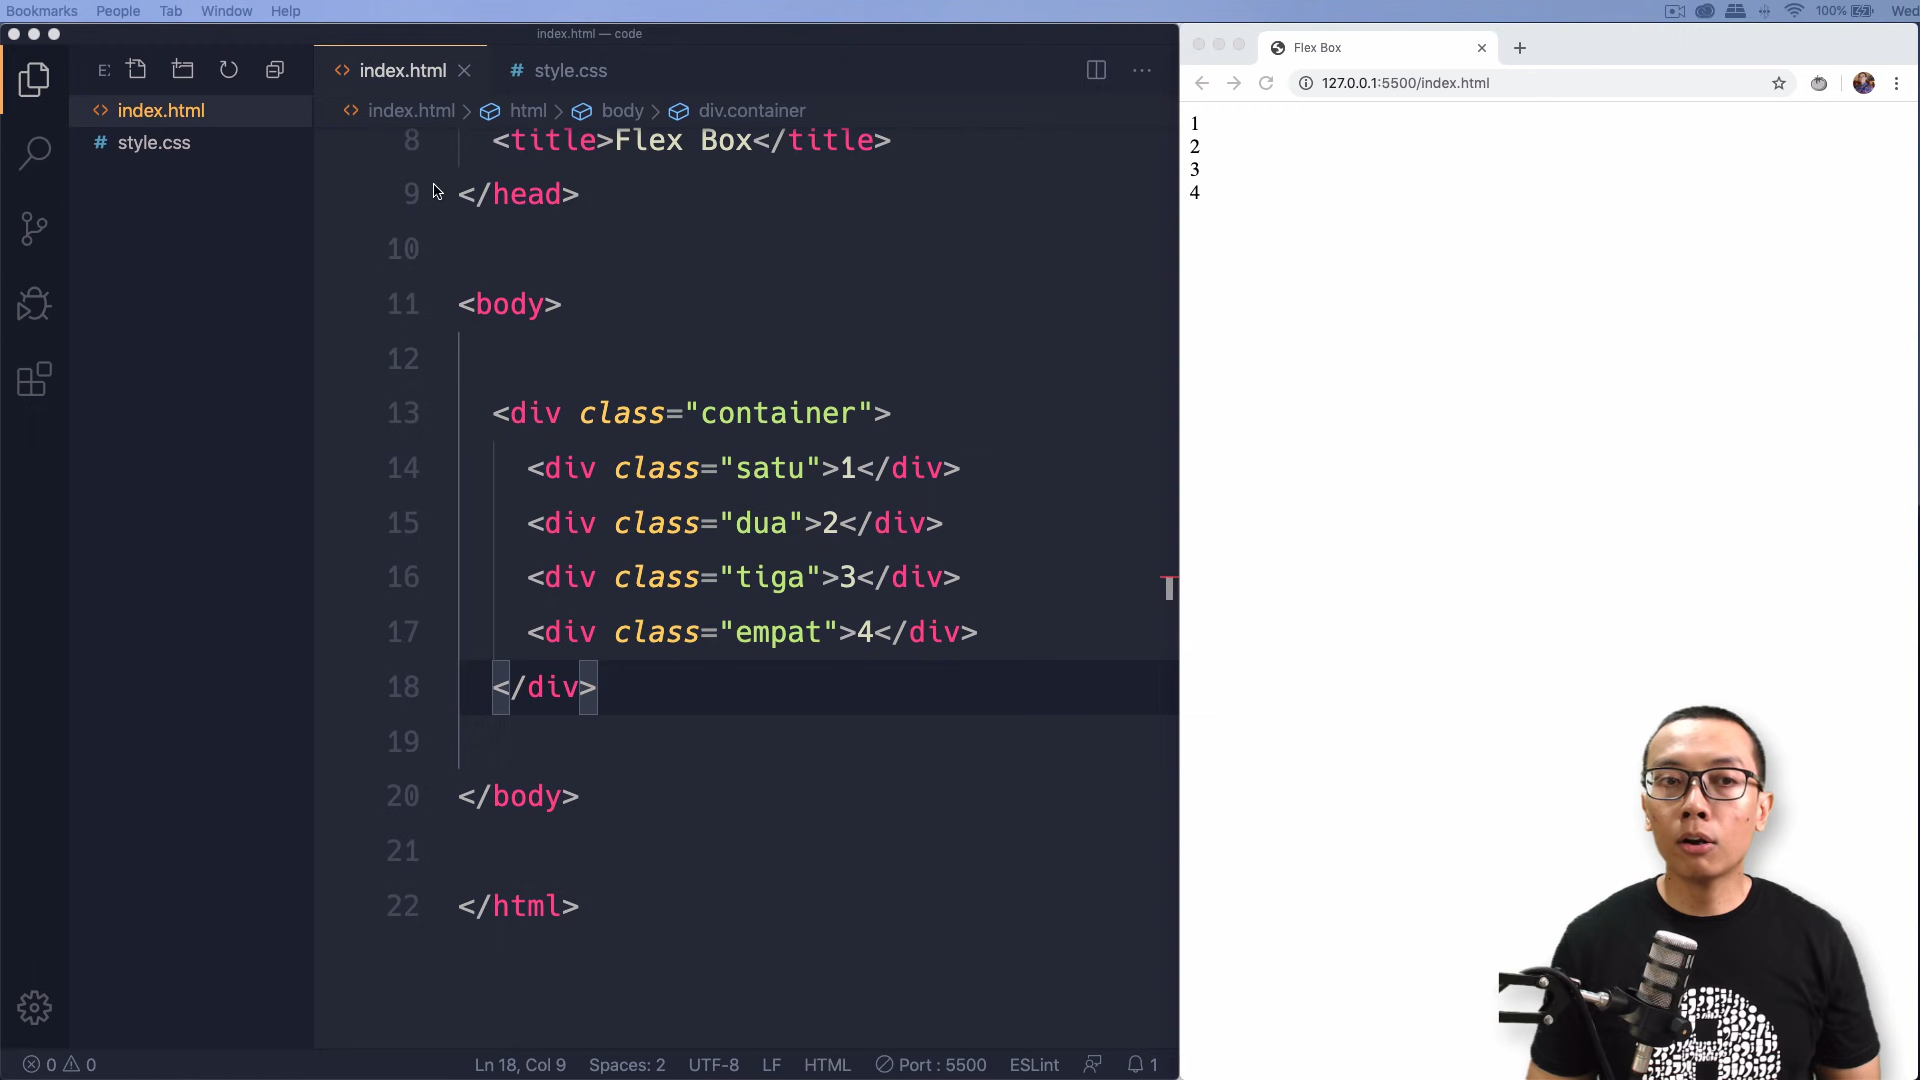 Bookmarks People Tab Window Help
100% Wed
index.html — code
index.html
style.css
Flex Box
127.0.0.1:5500/index.html
index.html
style.css
index.html > html > body > div.container
8 <title>Flex Box</title>
9 </head>
10
11 <body>
12
13 <div class="container">
14 <div class="satu">1</div>
15 <div class="dua">2</div>
16 <div class="tiga">3</div>
17 <div class="empat">4</div>
18 </div>
19
20 </body>
21
22 </html>
1
2
3
4
0 0
Ln 18, Col 9 Spaces: 2 UTF-8 LF HTML Port : 5500 ESLint 1